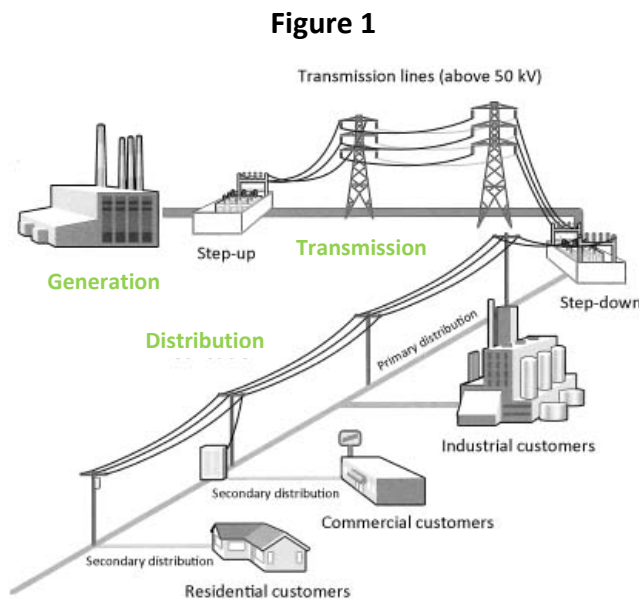 Figure 1
Transmission lines (above 50 kV)
Step-up
Transmission
Generation
Step-down
Distribution
Primary distribution
Industrial customers
Secondary distribution
Commercial customers
Secondary distribution
Residential customers